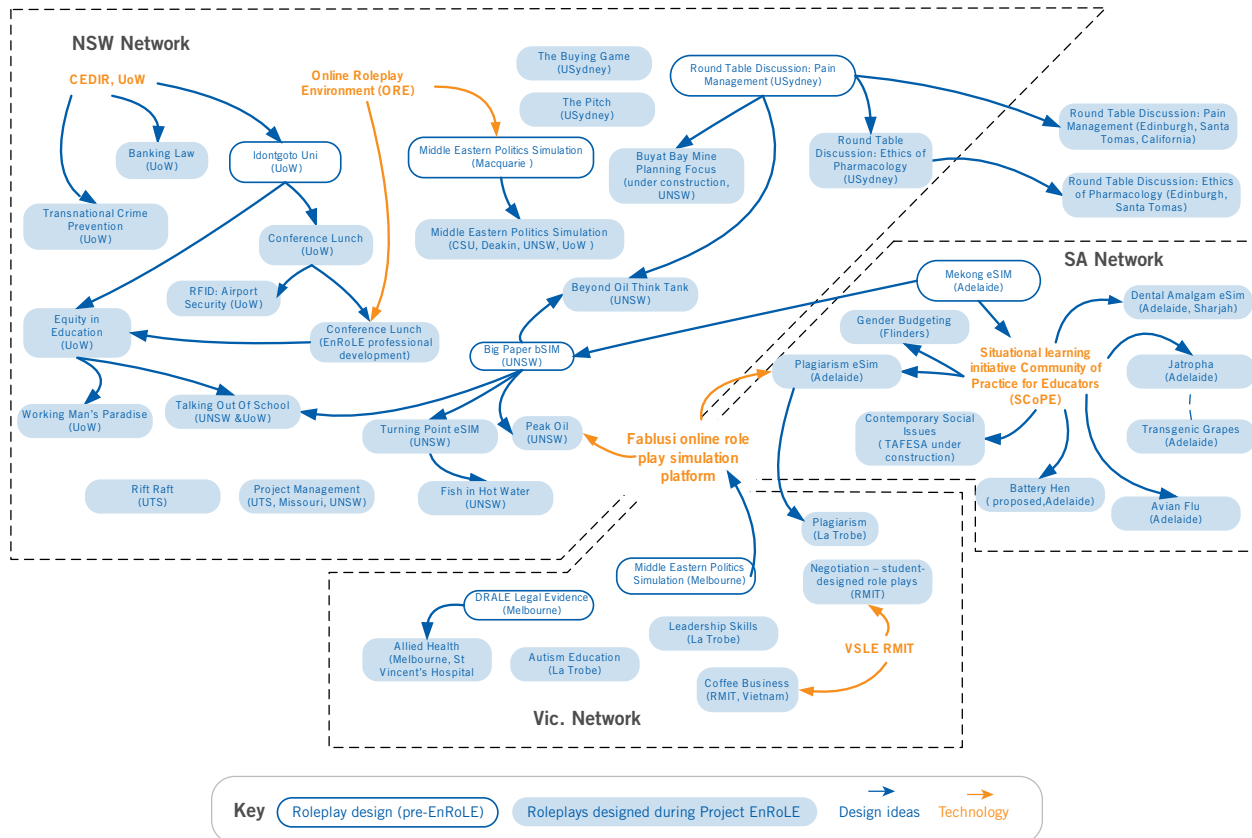 NSW Network
CEDIR, UoW
Online Roleplay
Environment (ORE)
The Buying Game
(USydney)
The Pitch
(USydney)
Round Table Discussion: Pain
Management (USydney)
Banking Law
(UoW)
Idontgoto Uni
(UoW)
Middle Eastern Politics Simulation
(Macquarie )
Buyat Bay Mine
Planning Focus
(under construction,
UNSW)
Round Table
Discussion: Ethics of
Pharmacology
(USydney)
Round Table Discussion: Pain
Management (Edinburgh, Santa
Tomas, California)
Round Table Discussion: Ethics
of Pharmacology (Edinburgh,
Santa Tomas)
Transnational Crime
Prevention
(UoW)
Conference Lunch
(UoW)
Middle Eastern Politics Simulation
(CSU, Deakin, UNSW, UoW )
RFID: Airport
Security (UoW)
Beyond Oil Think Tank
(UNSW)
Equity in
Education
(UoW)
Conference Lunch
(EnRoLE professional
development)
Big Paper bSIM
(UNSW)
Working Man's Paradise
(UoW)
Talking Out Of School
(UNSW &UoW)
Turning Point eSIM
(UNSW)
Peak Oil
(UNSW)
Rift Raft
(UTS)
Project Management
(UTS, Missouri, UNSW)
Fish in Hot Water
(UNSW)
Fablusi online role
play simulation
platform
SA Network
Mekong eSIM
(Adelaide)
Dental Amalgam eSim
(Adelaide, Sharjah)
Gender Budgeting
(Flinders)
Plagiarism eSim
(Adelaide)
Situational learning
initiative Community of
Practice for Educators
(SCoPE)
Jatropha
(Adelaide)
Contemporary Social
Issues
( TAFESA under
construction)
Transgenic Grapes
(Adelaide)
Battery Hen
( proposed,Adelaide)
Avian Flu
(Adelaide)
Plagiarism
(La Trobe)
Middle Eastern Politics
Simulation (Melbourne)
Negotiation – student-
designed role plays
(RMIT)
DRALE Legal Evidence
(Melbourne)
Leadership Skills
(La Trobe)
Allied Health
(Melbourne, St
Vincent's Hospital
Autism Education
(La Trobe)
VSLE RMIT
Coffee Business
(RMIT, Vietnam)
Vic. Network
Key
Roleplay design (pre-EnRoLE)
Roleplays designed during Project EnRoLE
Design ideas
Technology